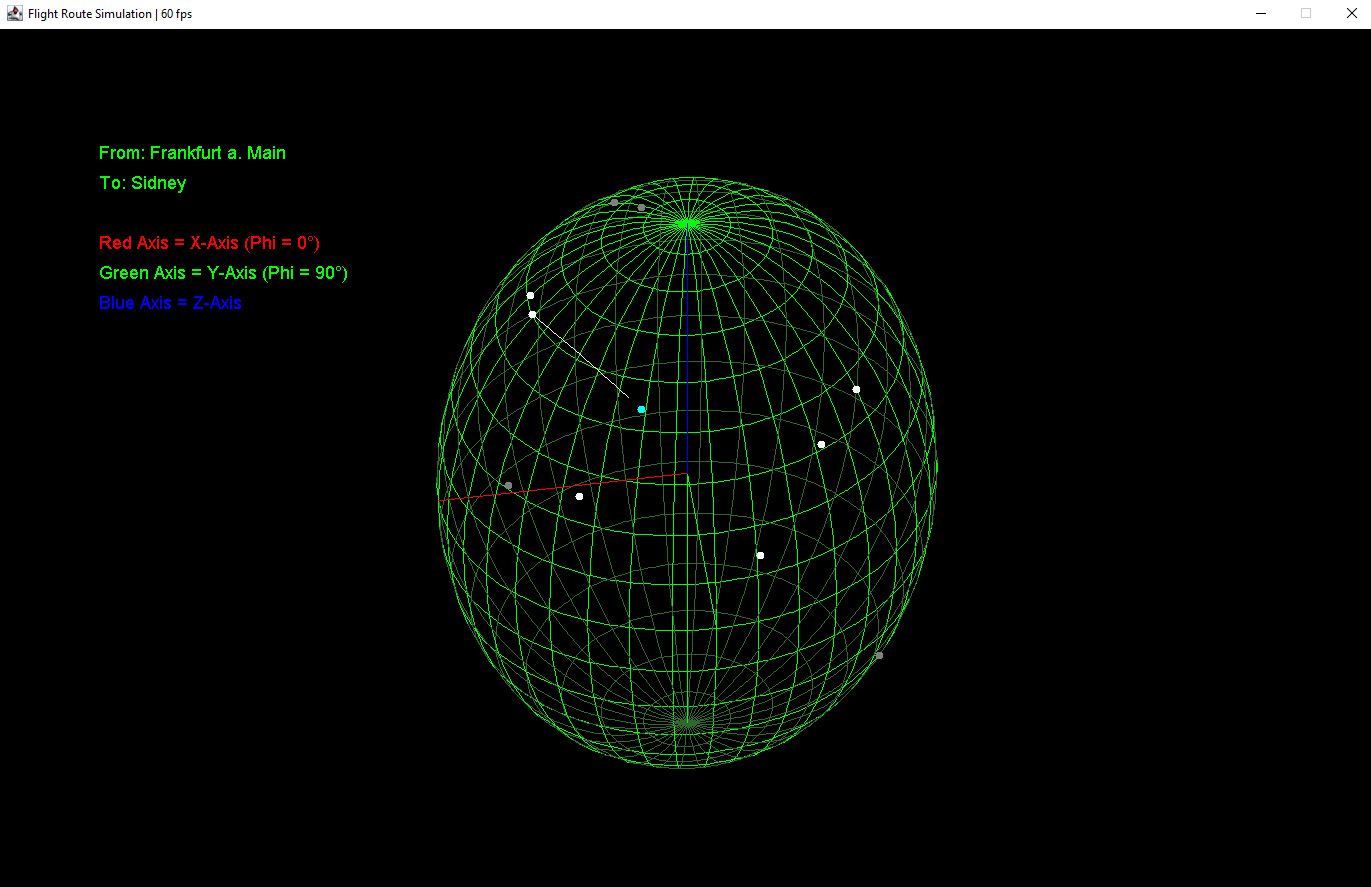 Flight Route Simulation | 60 fps
From: Frankfurt a. Main
To: Sidney
Red Axis = X-Axis (Phi = 0°)
Green Axis = Y-Axis (Phi = 90°)
Blue Axis = Z-Axis